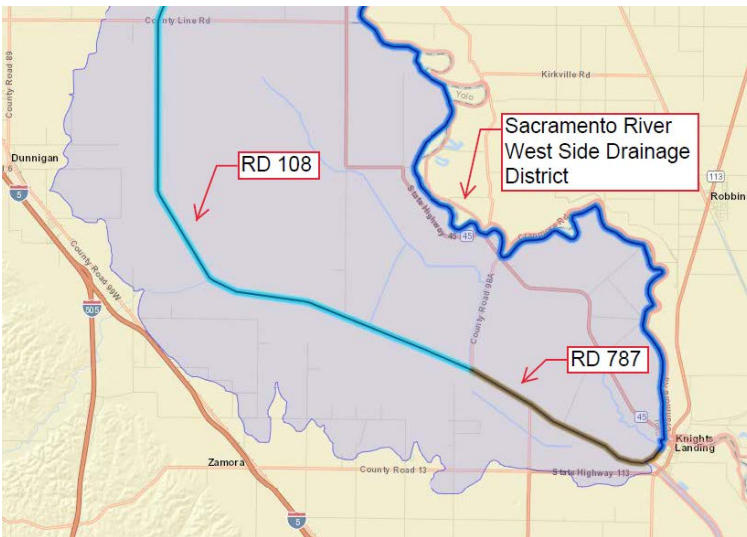 County Line Rd
County Road 89
Kirkville Rd
Yolo
Sacramento River
West Side Drainage
District
Dunnigan
RD 108
113
Robbin
5
State Highway 45
45
County Road 99W
County Road 98A
505
RD 787
45
Knights
Landing
Zamora
County Road 13
State Highway 113
5